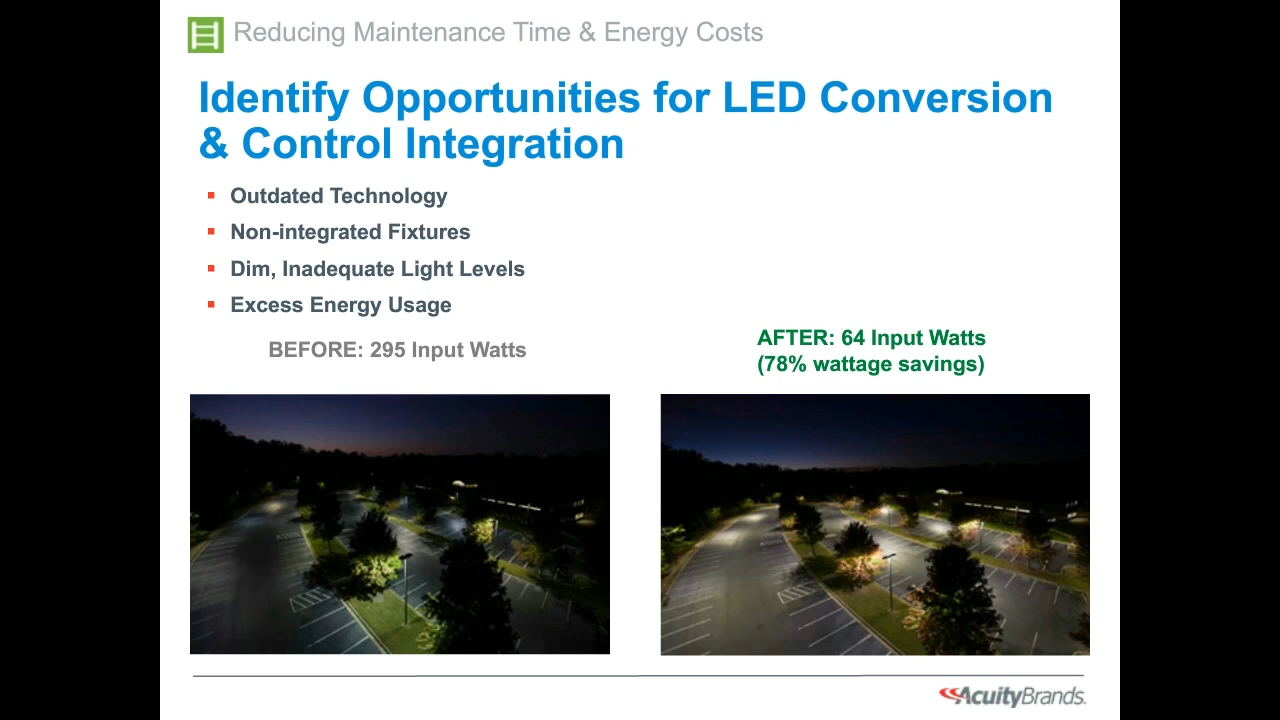 Reducing Maintenance Time & Energy Costs
Identify Opportunities for LED Conversion
& Control Integration
Outdated Technology
Non-integrated Fixtures
Dim, Inadequate Light Levels
Excess Energy Usage
BEFORE: 295 Input Watts
AFTER: 64 Input Watts
(78% wattage savings)
AcuityBrands.